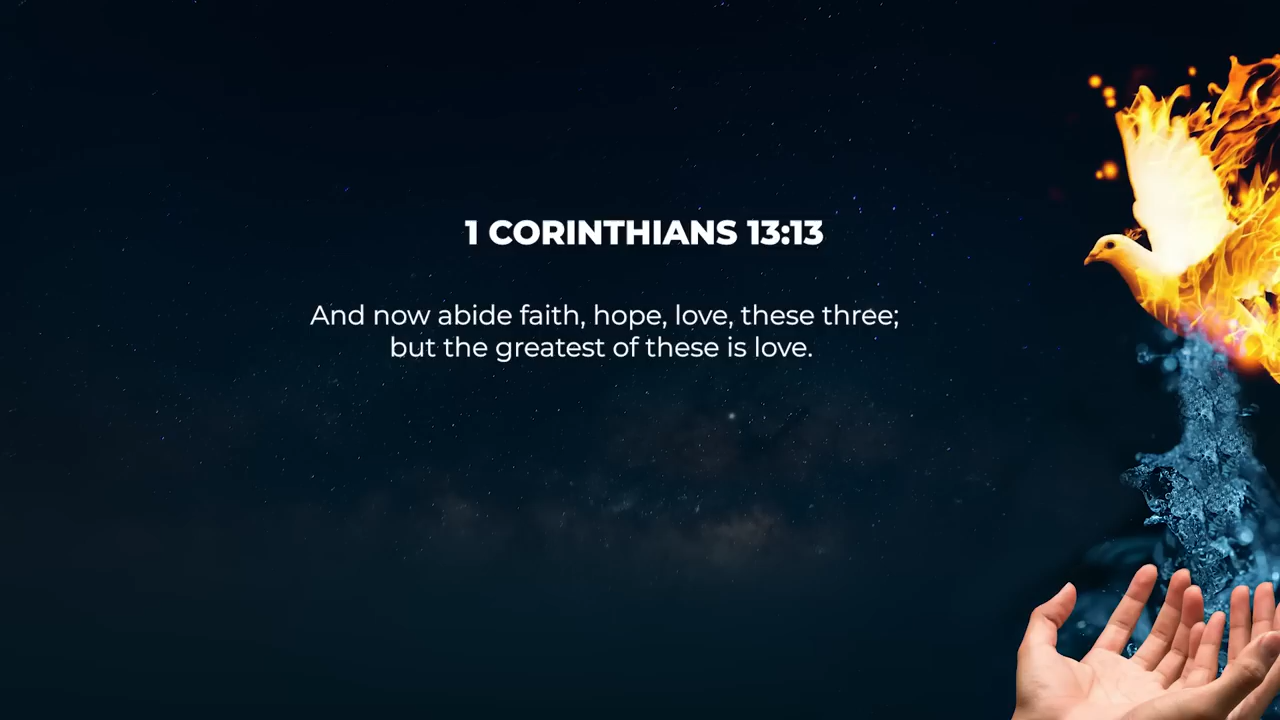 1 CORINTHIANS 13:13
And now abide faith, hope, love, these three;
but the greatest of these is love.